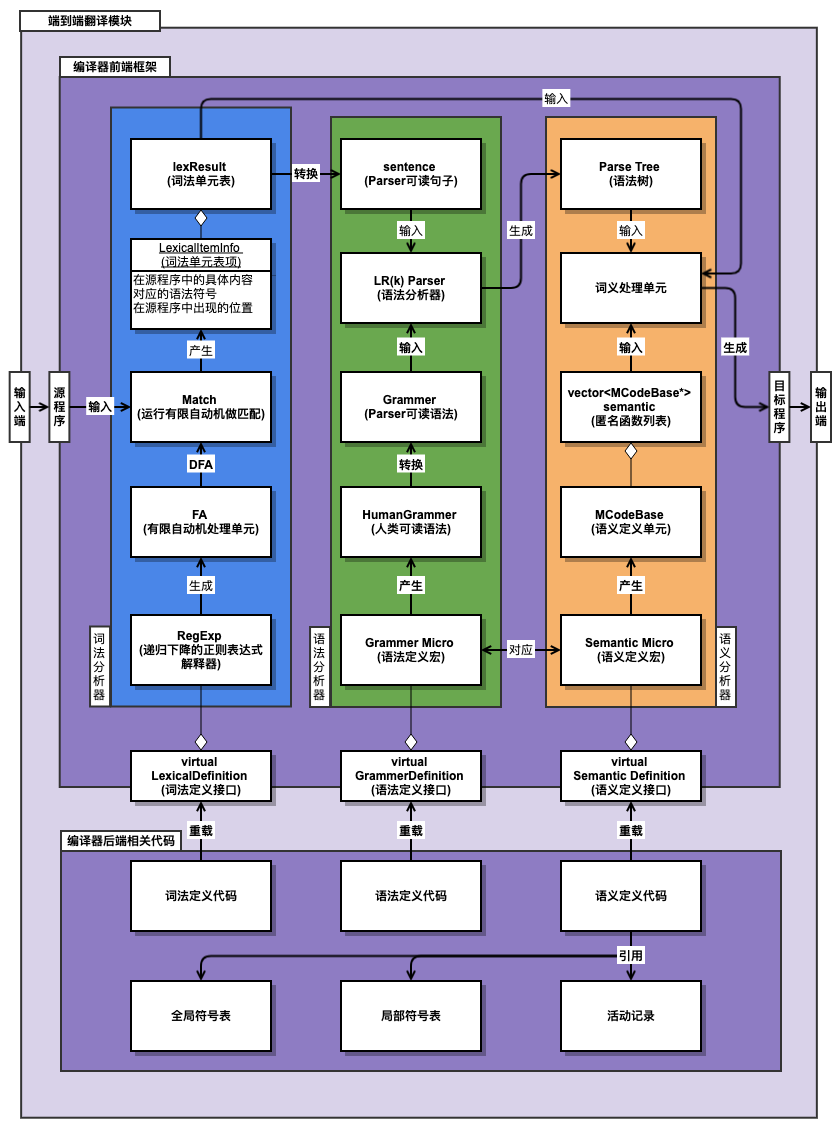 端到端翻译模块
编译器前端框架
输入
lexResult
(词法单元表)
转换
sentence
(Parser可读句子)
Parse Tree
(语法树)
LexicalItemInfo
(词法单元表项)
在源程序中的具体内容
对应的语法符号
在源程序中出现的位置
输入
生成
输入
LR(k) Parser
(语法分析器)
词义处理单元
产生
输入
输入
生成
输入端
源程序
输入
Match
(运行有限自动机做匹配)
Grammer
(Parser可读语法)
vector<MCodeBase*>
semantic
(匿名函数列表)
目标程序
输出端
DFA
转换
FA
(有限自动机处理单元)
HumanGrammer
(人类可读语法)
MCodeBase
(语义定义单元)
生成
产生
产生
词法分析器
RegExp
(递归下降的正则表达式
解释器)
语法分析器
Grammer Micro
(语法定义宏)
对应
Semantic Micro
(语义定义宏)
语义分析器
virtual
LexicalDefinition
(词法定义接口)
virtual
GrammerDefinition
(语法定义接口)
virtual
Semantic Definition
(语义定义接口)
重载
重载
重载
编译器后端相关代码
词法定义代码
语法定义代码
语义定义代码
引用
全局符号表
局部符号表
活动记录